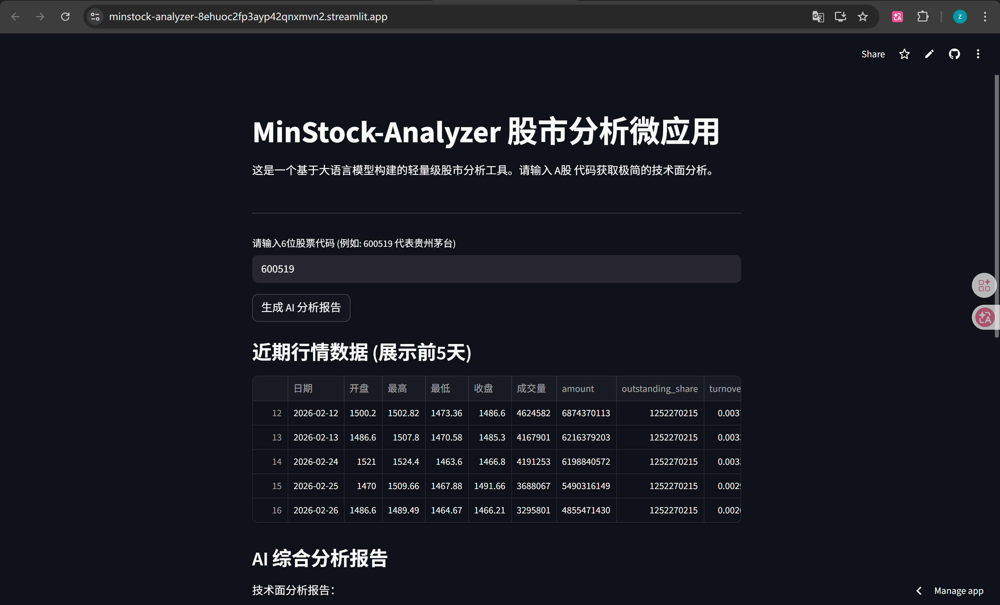 minstock-analyzer-8ehuoc2fp3ayp42qnxmvn2.streamlit.app
z
Share
MinStock-Analyzer 股市分析微应用
这是一个基于大语言模型构建的轻量级股市分析工具。请输入 A股 代码获取极简的技术面分析。
请输入6位股票代码 (例如: 600519 代表贵州茅台)
600519
生成 AI 分析报告
近期行情数据 (展示前5天)
日期 开盘 最高 最低 收盘 成交量 amount outstanding_share turnove
12 2026-02-12 1500.2 1502.82 1473.36 1486.6 4624582 6874370113 1252270215 0.003
13 2026-02-13 1486.6 1507.8 1470.58 1485.3 4167901 6216379203 1252270215 0.003
14 2026-02-24 1521 1524.4 1463.6 1466.8 4191253 6198840572 1252270215 0.003
15 2026-02-25 1470 1509.66 1467.88 1491.66 3688067 5490316149 1252270215 0.002
16 2026-02-26 1486.6 1489.49 1464.67 1466.21 3295801 4855471430 1252270215 0.002
AI 综合分析报告
技术面分析报告：
Manage app